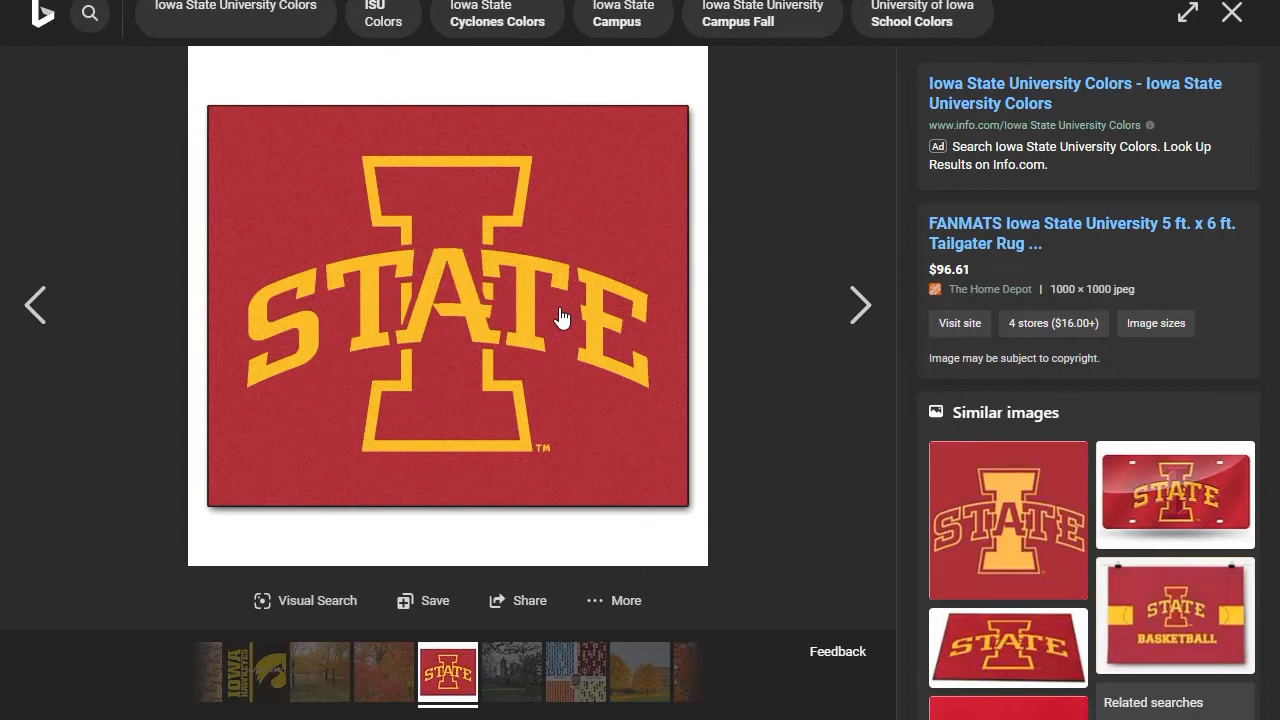 Iowa State University Colors
ISU
Colors
Iowa State
Cyclones Colors
Iowa State
Campus
Iowa State University
Campus Fall
University of Iowa
School Colors
STATE
TM
Iowa State University Colors - Iowa State
University Colors
www.info.com/Iowa State University Colors
Ad Search Iowa State University Colors. Look Up
Results on Info.com.
FANMATS Iowa State University 5 ft. x 6 ft.
Tailgater Rug ...
$96.61
The Home Depot | 1000 × 1000 jpeg
Visit site
4 stores ($16.00+)
Image sizes
Image may be subject to copyright.
Similar images
STATE
STATE
STATE
BASKETBALL
STATE
Related searches
Visual Search
Save
Share
More
Feedback
IOWA
HAWKEYES
STATE